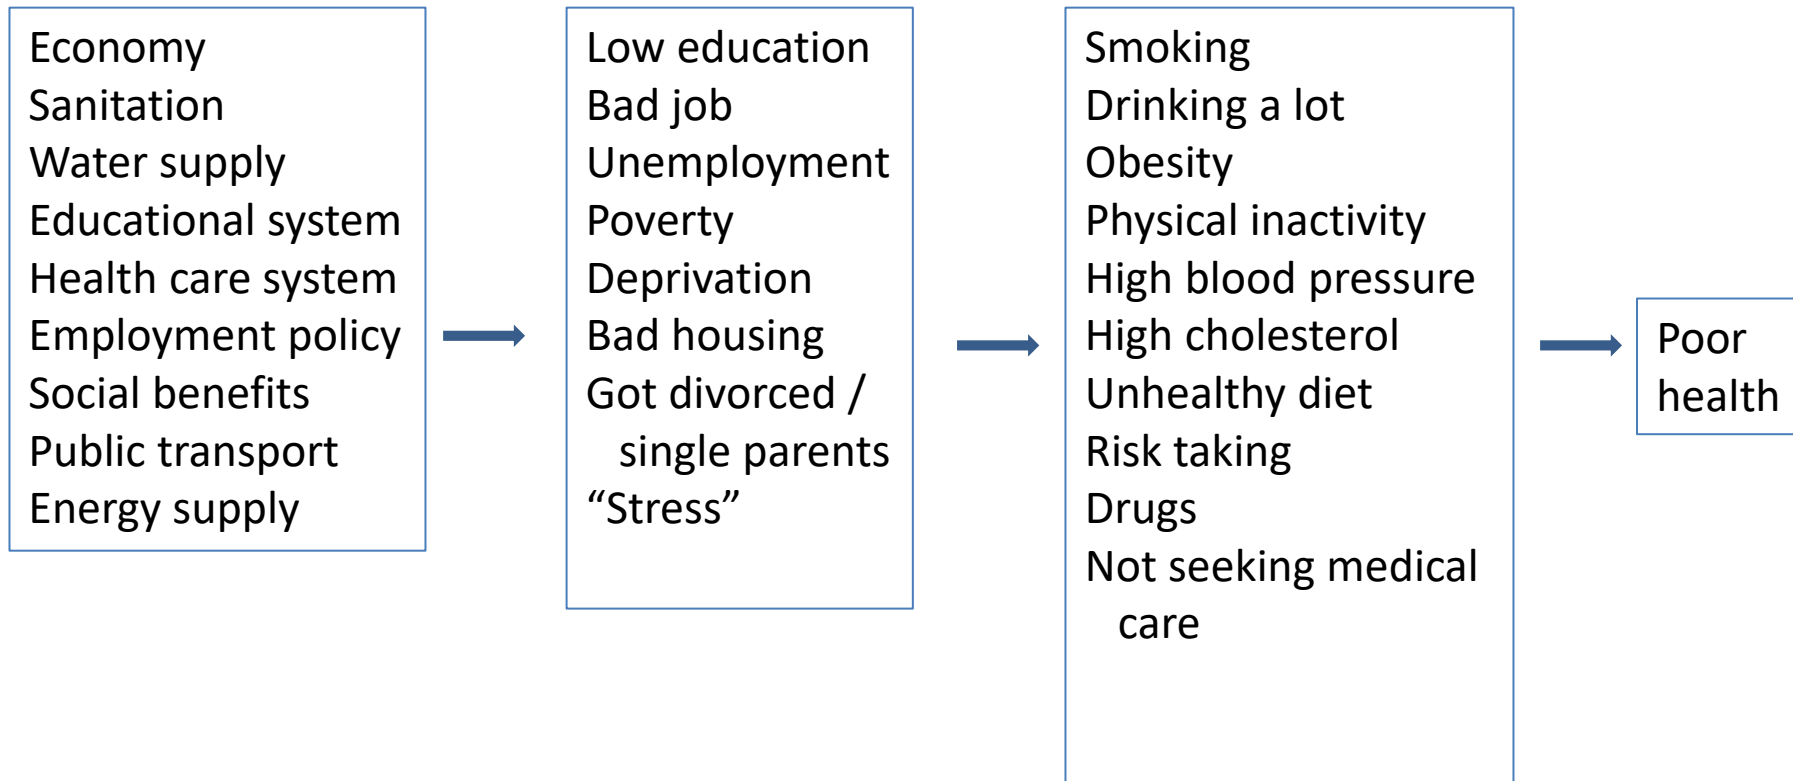 Economy
Sanitation
Water supply
Educational system
Health care system
Employment policy
Social benefits
Public transport
Energy supply
Low education
Bad job
Unemployment
Poverty
Deprivation
Bad housing
Got divorced /
single parents
“Stress”
Smoking
Drinking a lot
Obesity
Physical inactivity
High blood pressure
High cholesterol
Unhealthy diet
Risk taking
Drugs
Not seeking medical
care
Poor
health